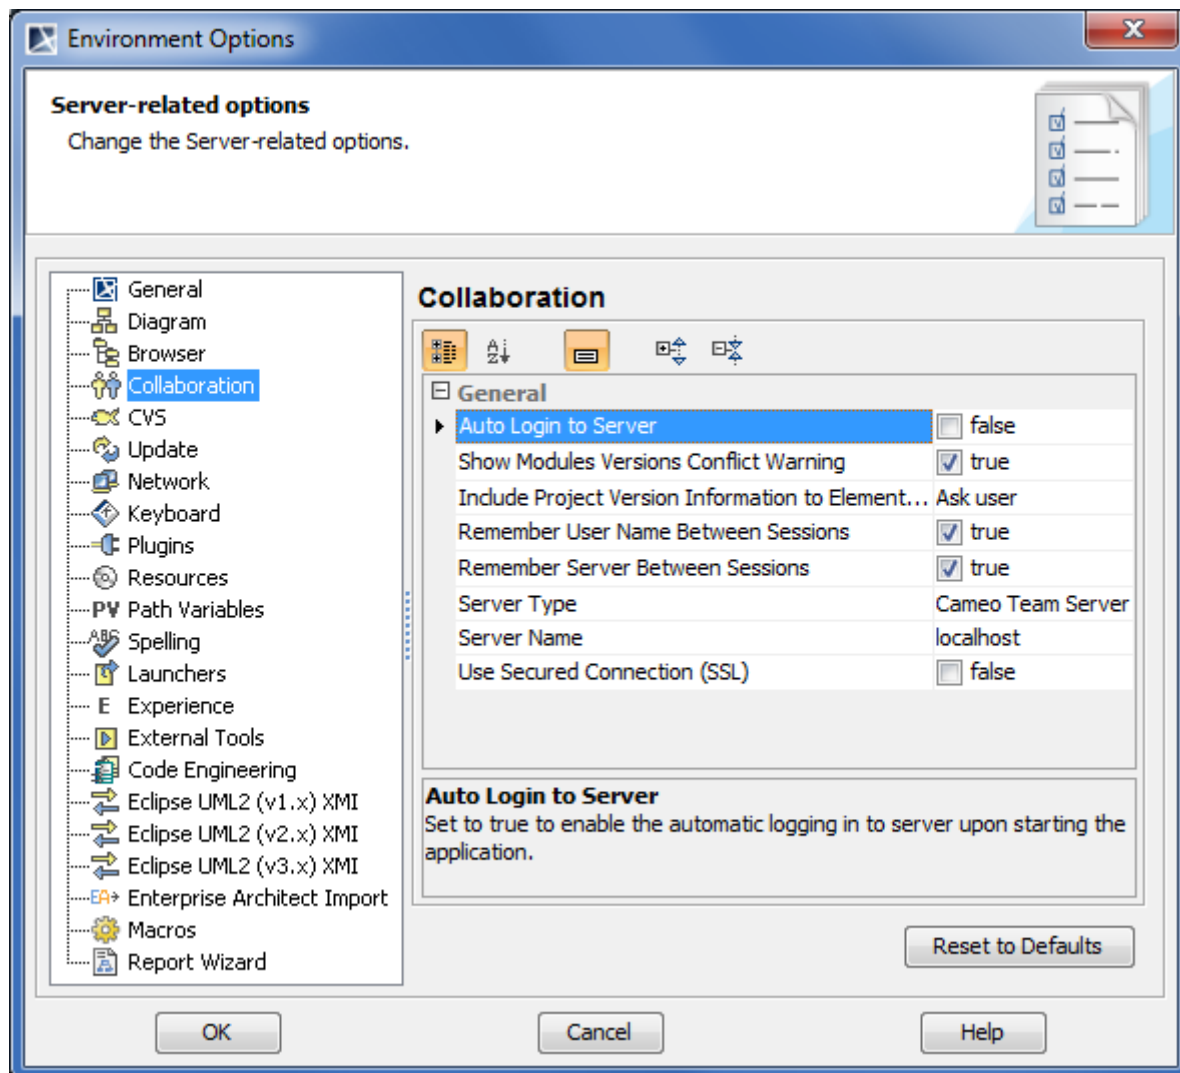 Environment Options
Server-related options
Change the Server-related options.
General
Diagram
Browser
Collaboration
CVS
Update
Network
Keyboard
Plugins
Resources
PV Path Variables
ABC Spelling
Launchers
E Experience
External Tools
Code Engineering
Eclipse UML2 (v1.x) XMI
Eclipse UML2 (v2.x) XMI
Eclipse UML2 (v3.x) XMI
EA Enterprise Architect Import
Macros
Report Wizard
Collaboration
AZ
General
Auto Login to Server false
Show Modules Versions Conflict Warning true
Include Project Version Information to Element... Ask user
Remember User Name Between Sessions true
Remember Server Between Sessions true
Server Type Cameo Team Server
Server Name localhost
Use Secured Connection (SSL) false
Auto Login to Server
Set to true to enable the automatic logging in to server upon starting the
application.
Reset to Defaults
OK Cancel Help